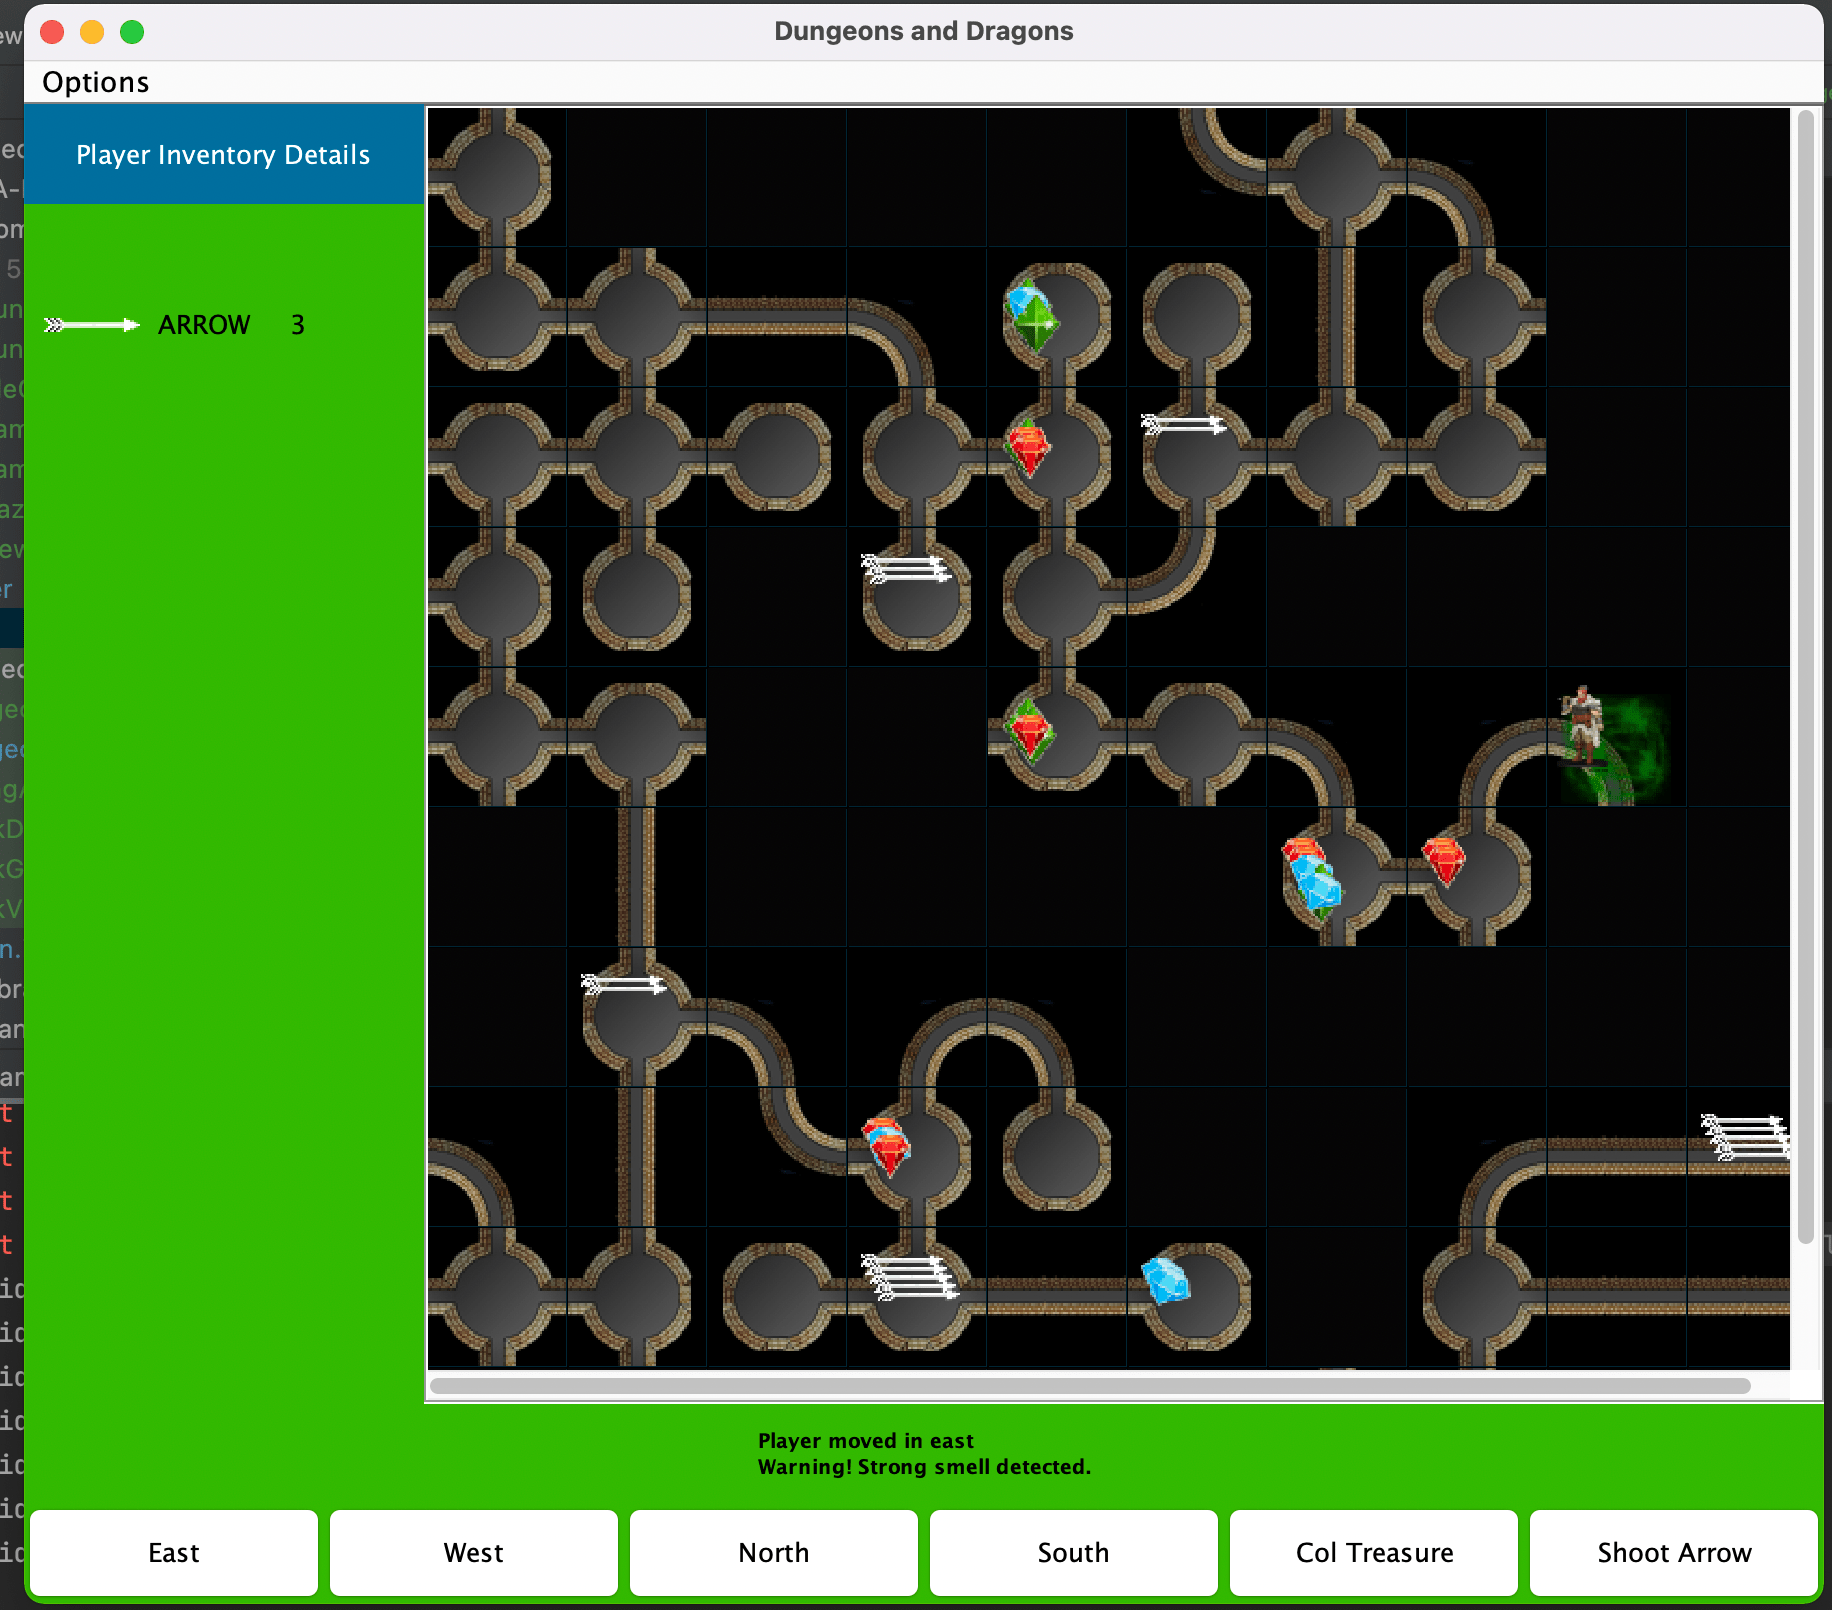 Dungeons and Dragons
Options
Player Inventory Details
ARROW 3
Player moved in east
Warning! Strong smell detected.
East
West
North
South
Col Treasure
Shoot Arrow